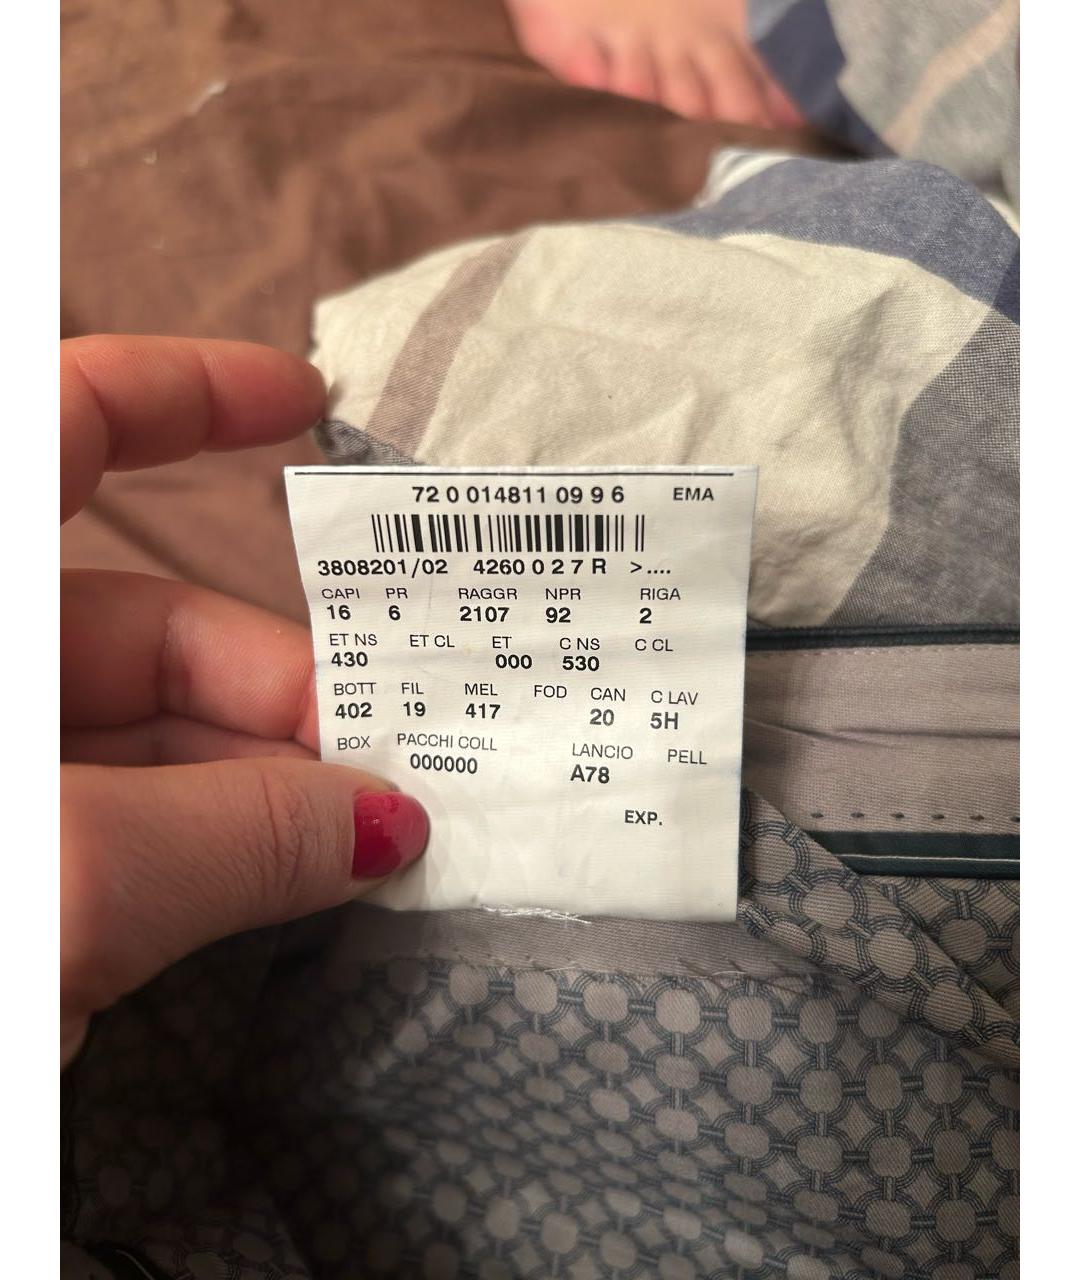 72 0 014811 09 9 6 EMA
3808201/02 4260 0 2 7 R >....
CAPI PR RAGGR NPR RIGA
16 6 2107 92 2
ET NS ET CL ET C NS C CL
430 000 530
BOTT FIL MEL FOD CAN C LAV
402 19 417 20 5H
BOX PACCHI COLL LANCIO PELL
000000 A78
EXP.